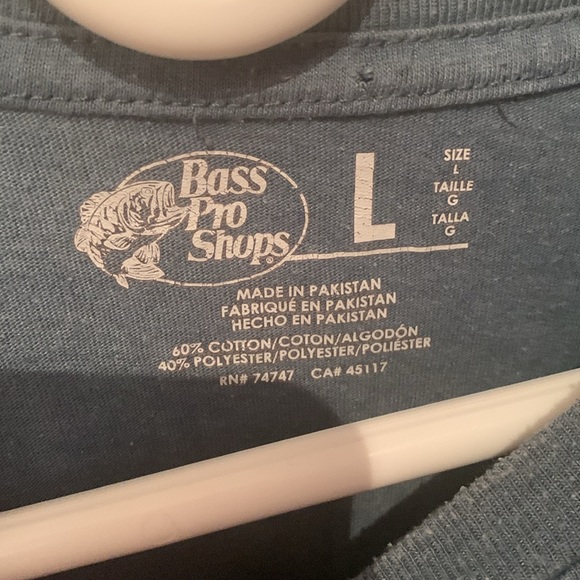 Bass
Pro
Shops®
L
SIZE
L
TAILLE
G
TALLA
G
MADE IN PAKISTAN
FABRIQUÉ EN PAKISTAN
HECHO EN PAKISTAN
60% COTTON/COTON/ALGODÓN
40% POLYESTER/POLYESTER/POLIÉSTER
RN# 74747 CA# 45117